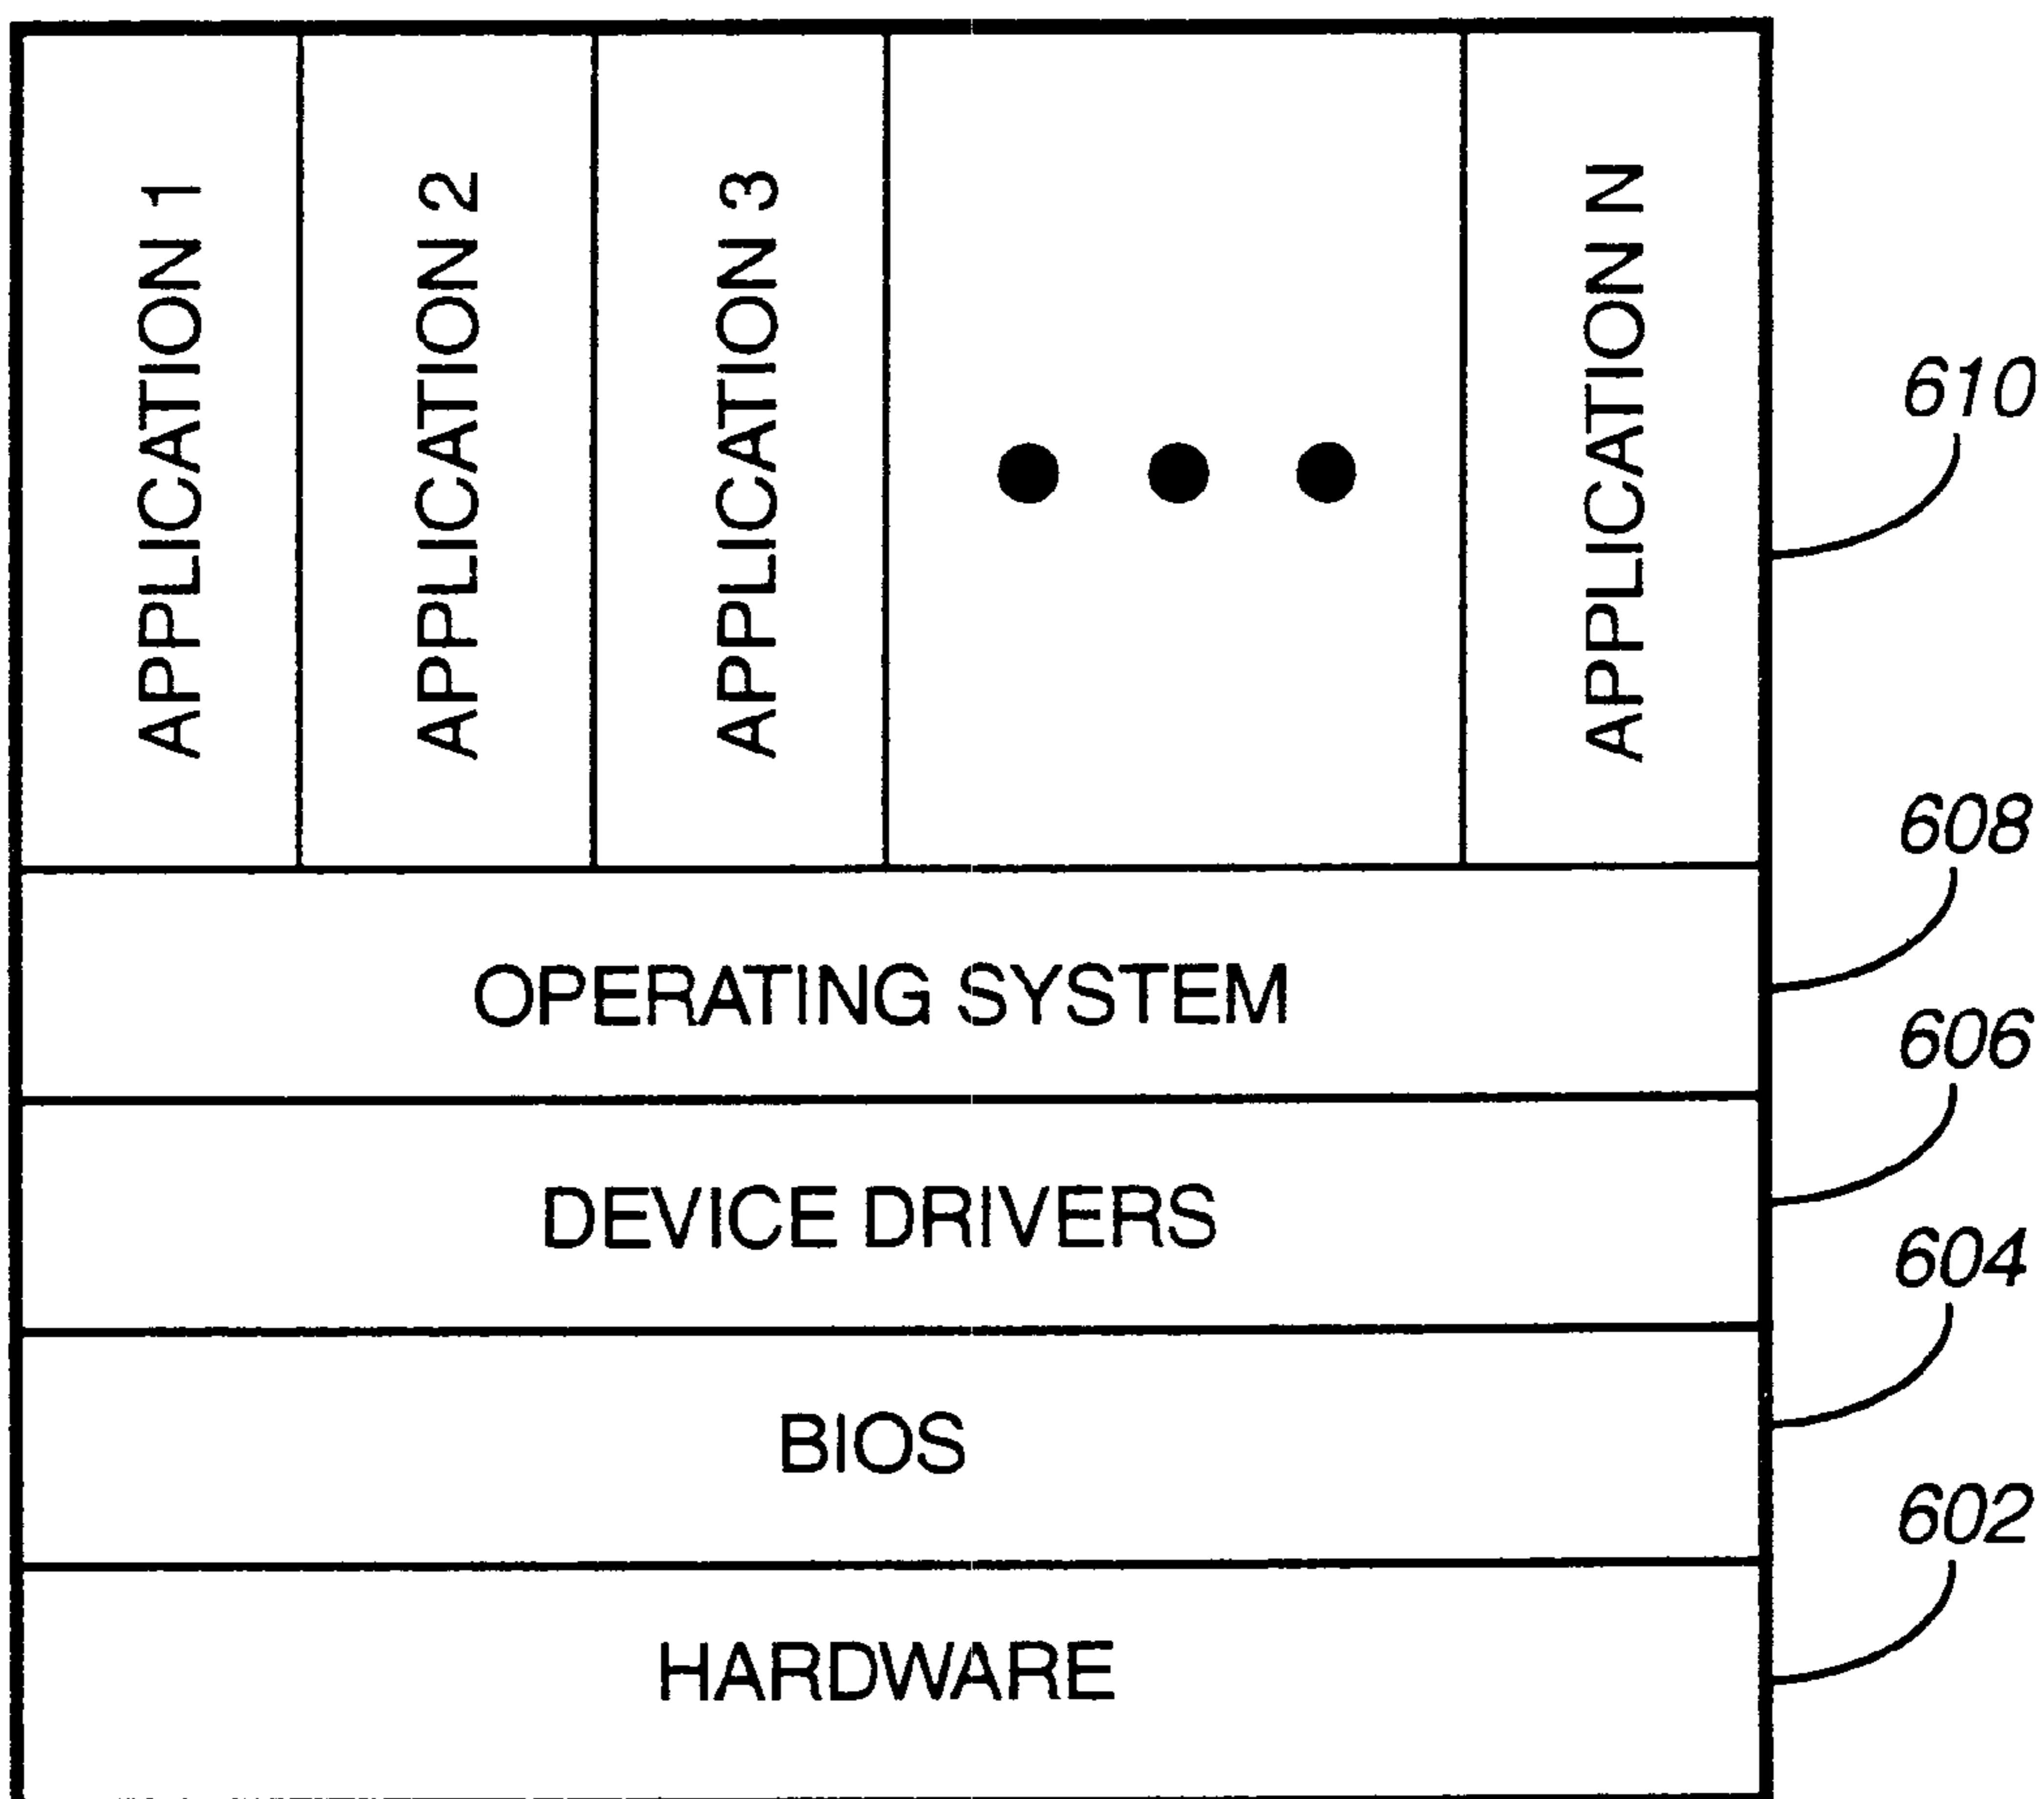 APPLICATION 1
APPLICATION 2
APPLICATION 3
APPLICATION N
610
OPERATING SYSTEM
608
DEVICE DRIVERS
606
BIOS
604
HARDWARE
602